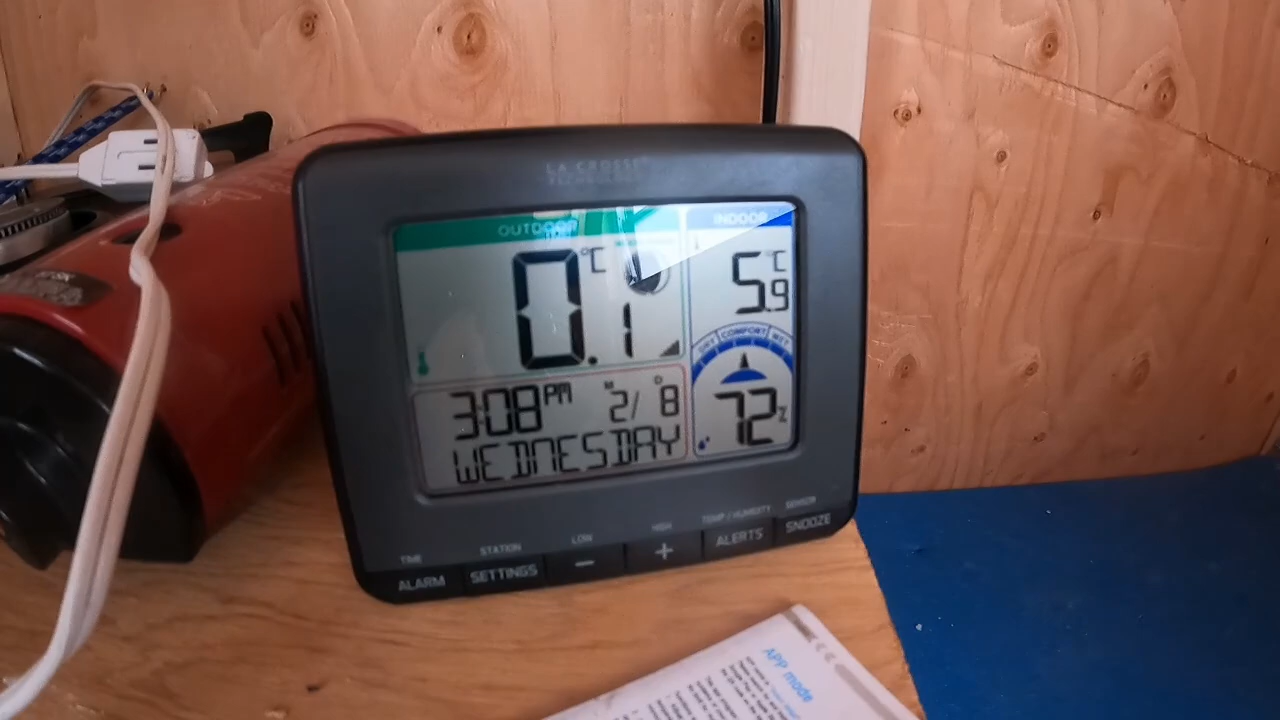 LA CROSSE
OUTDOOR
0.1 °C
INDOOR
5.9 °C
DRY COMFORT WET
72%
3:08 PM M 2/ D 8
WEDNESDAY
TIME STATION LOW HIGH TEMP / HUMIDITY SENSOR
ALARM SETTINGS − + ALERTS SNOOZE
APP mode